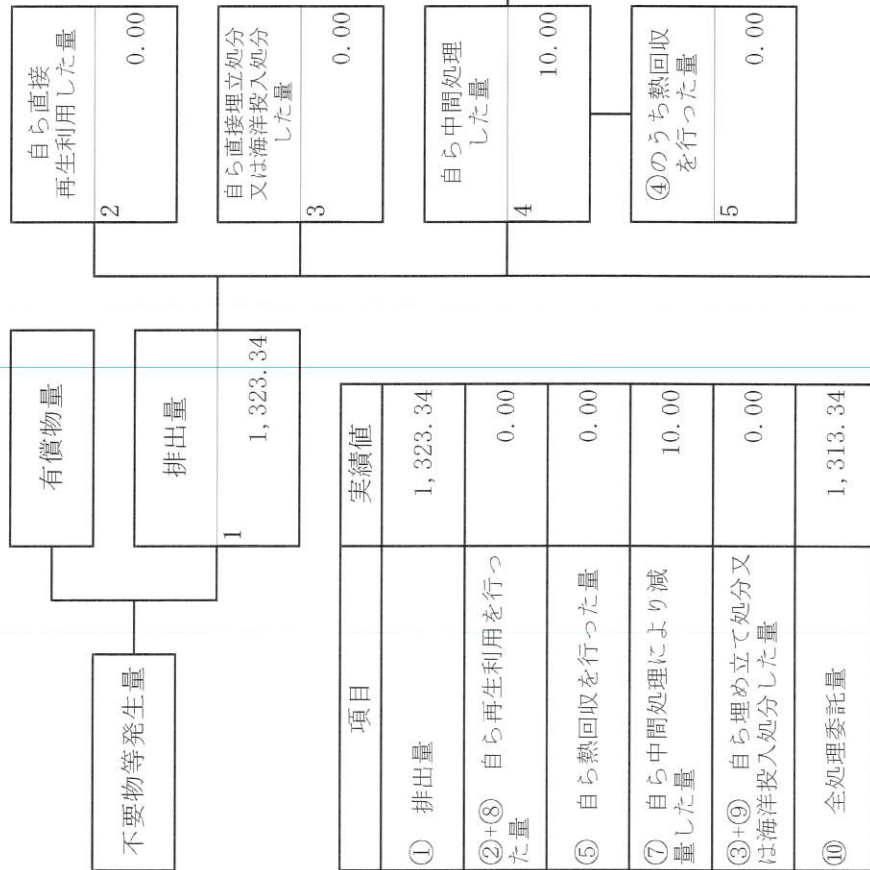 不要物等発生量
有償物量
排出量
1
1,323.34
自ら直接
再生利用した量
2
0.00
自ら直接埋立処分
又は海洋投入処分
した量
3
0.00
自ら中間処理
した量
4
10.00
④のうち熱回収
を行った量
5
0.00
項目
実績値
① 排出量
1,323.34
②+⑧ 自ら再生利用を行っ
た量
0.00
⑤ 自ら熱回収を行った量
0.00
⑦ 自ら中間処理により減
量した量
10.00
③+⑨ 自ら埋め立て処分又
は海洋投入処分した量
0.00
⑩ 全処理委託量
1,313.34